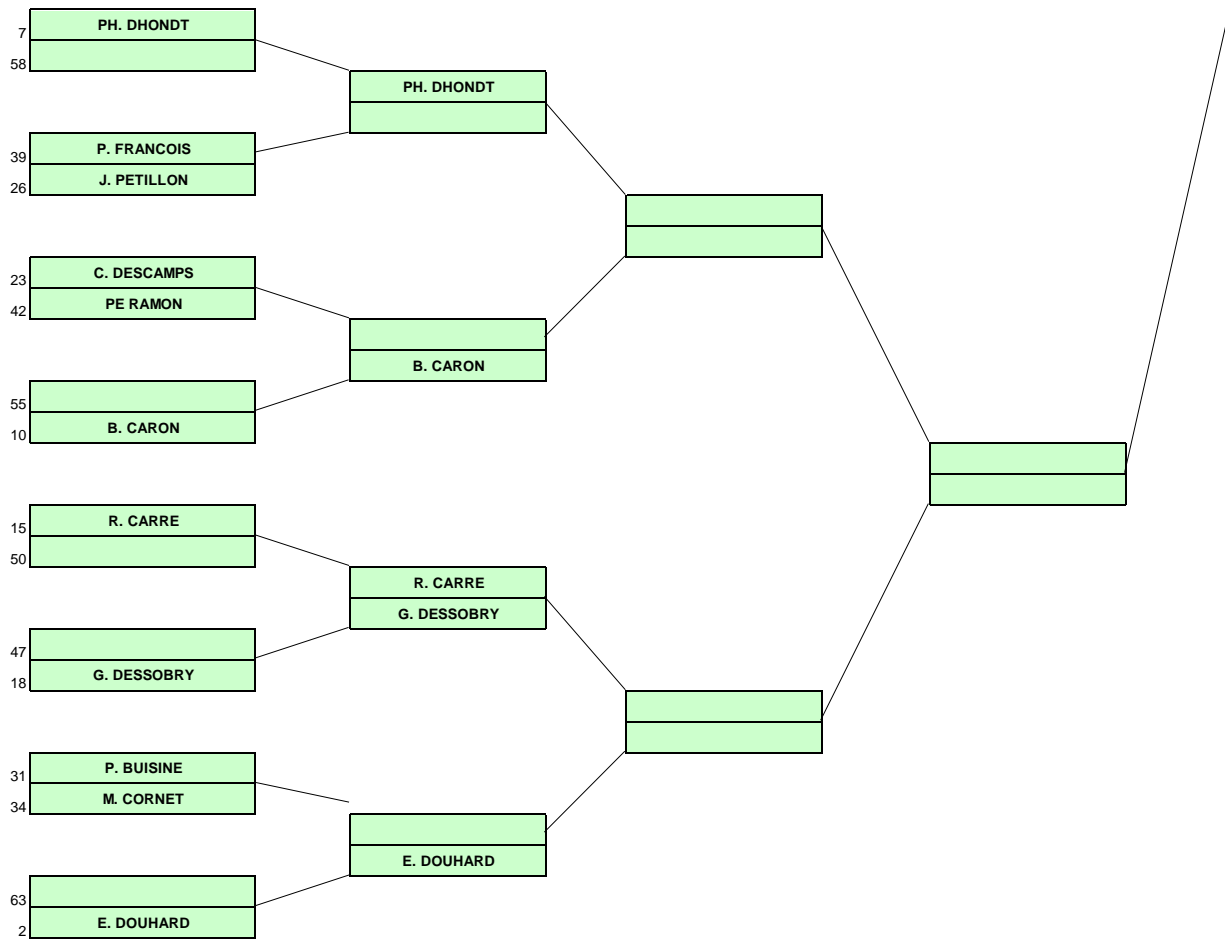 7 PH. DHONDT
58
PH. DHONDT
39 P. FRANCOIS
26 J. PETILLON
23 C. DESCAMPS
42 PE RAMON
B. CARON
55
10 B. CARON
15 R. CARRE
50
R. CARRE
G. DESSOBRY
47
18 G. DESSOBRY
31 P. BUISINE
34 M. CORNET
E. DOUHARD
63
2 E. DOUHARD